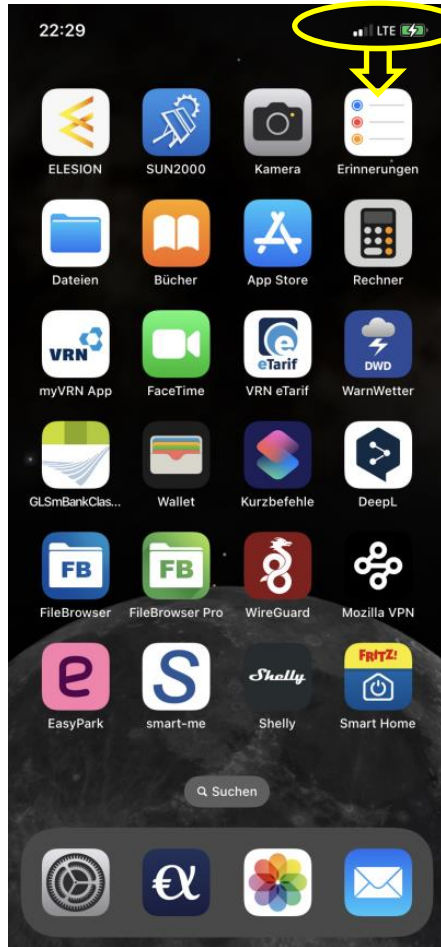 22:29 LTE
ELESION SUN2000 Kamera Erinnerungen
Dateien Bücher App Store Rechner
VRN eTarif DWD
myVRN App FaceTime VRN eTarif WarnWetter
GLSmBankClas... Wallet Kurzbefehle DeepL
FB FB
FileBrowser FileBrowser Pro WireGuard Mozilla VPN
e S Shelly FRITZ!
EasyPark smart-me Shelly Smart Home
Suchen